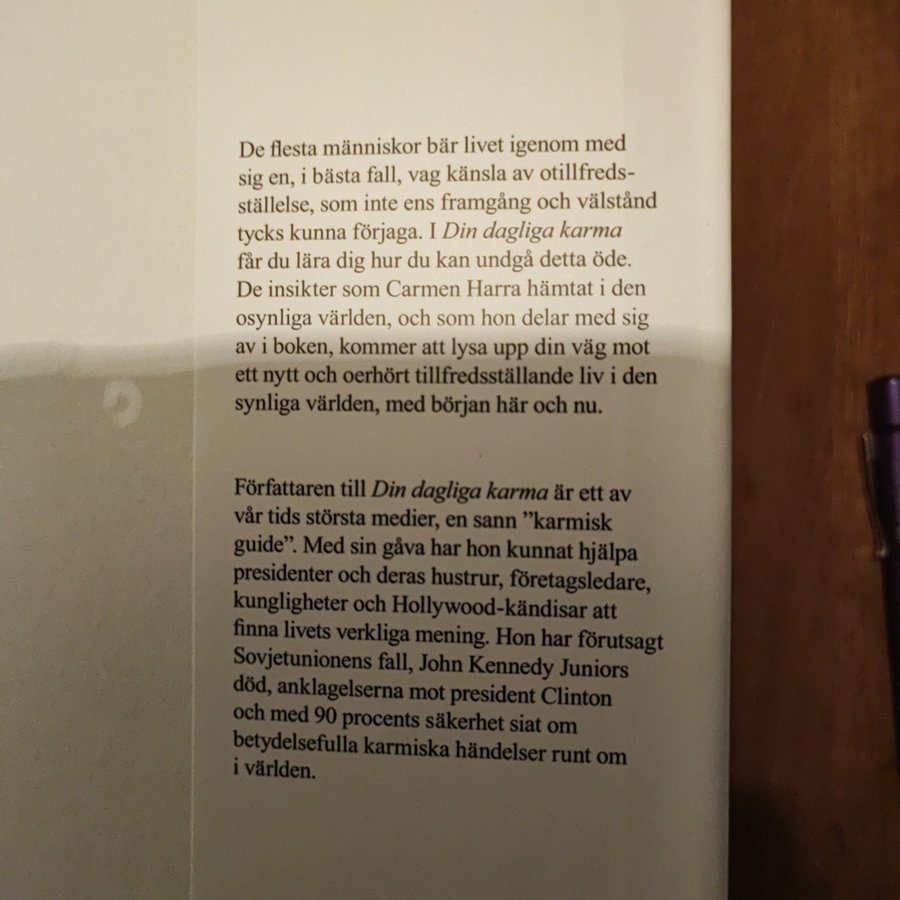 De flesta människor bär livet igenom med
sig en, i bästa fall, vag känsla av otillfreds-
ställelse, som inte ens framgång och välstånd
tycks kunna förjaga. I Din dagliga karma
får du lära dig hur du kan undgå detta öde.
De insikter som Carmen Harra hämtat i den
osynliga världen, och som hon delar med sig
av i boken, kommer att lysa upp din väg mot
ett nytt och oerhört tillfredsställande liv i den
synliga världen, med början här och nu.
Författaren till Din dagliga karma är ett av
vår tids största medier, en sann ”karmisk
guide”. Med sin gåva har hon kunnat hjälpa
presidenter och deras hustrur, företagsledare,
kungligheter och Hollywood-kändisar att
finna livets verkliga mening. Hon har förutsagt
Sovjetunionens fall, John Kennedy Juniors
död, anklagelserna mot president Clinton
och med 90 procents säkerhet siat om
betydelsefulla karmiska händelser runt om
i världen.